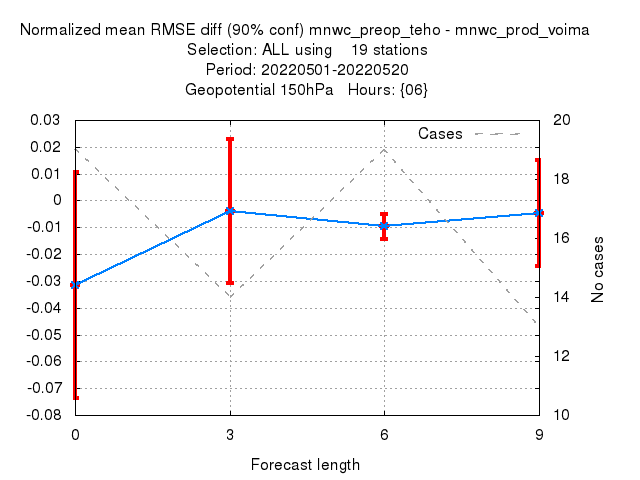 Normalized mean RMSE diff (90% conf) mnwc_preop_teho - mnwc_prod_voima
Selection: ALL using    19 stations
Period: 20220501-20220520
Geopotential 150hPa   Hours: {06}
0.03
0.02
0.01
0
-0.01
-0.02
-0.03
-0.04
-0.05
-0.06
-0.07
-0.08
Cases
20
18
16
14
12
10
No cases
0 3 6 9
Forecast length